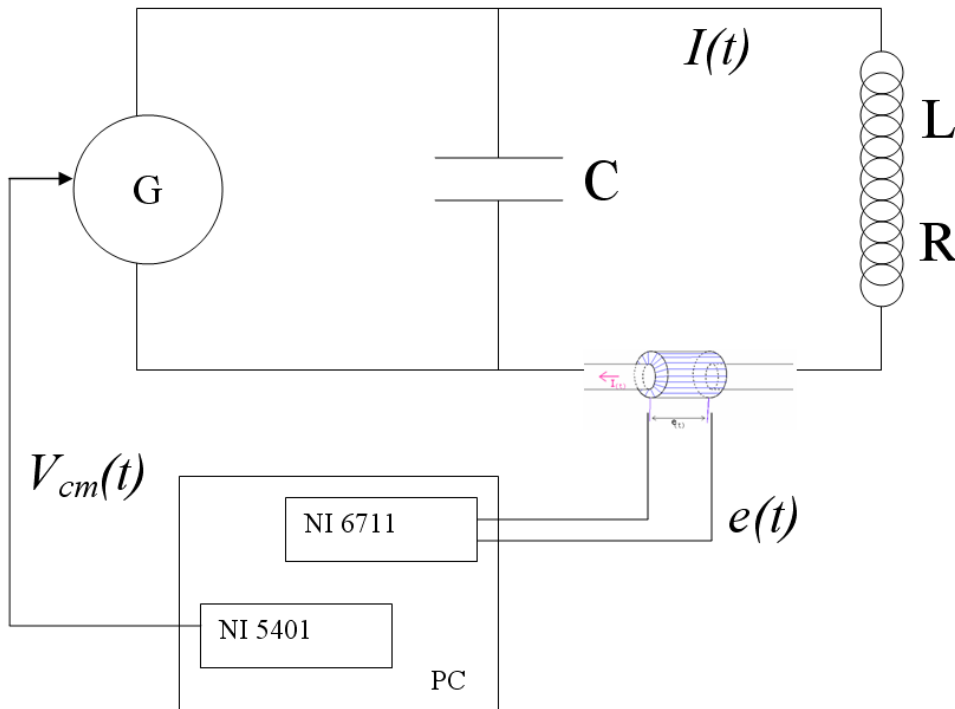 I(t)
L
G
C
R
I(t)
e(t)
V_cm(t)
NI 6711
e(t)
NI 5401
PC